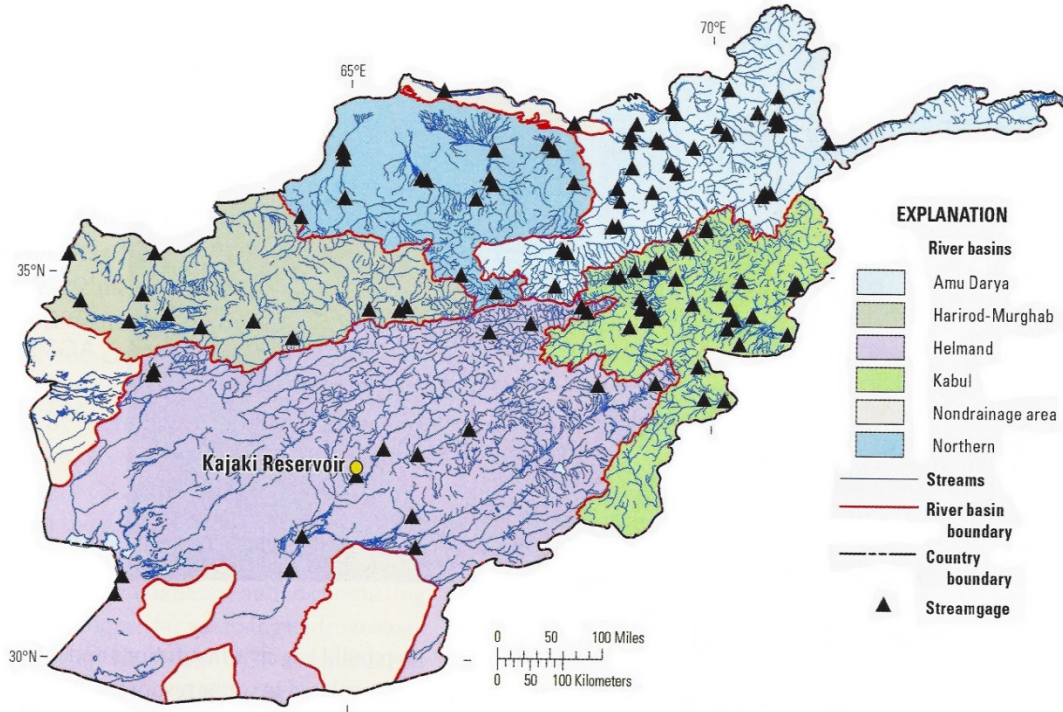 65°E
70°E
35°N
30°N
Kajaki Reservoir
0 50 100 Miles
0 50 100 Kilometers
EXPLANATION
River basins
Amu Darya
Harirod-Murghab
Helmand
Kabul
Nondrainage area
Northern
Streams
River basin
boundary
Country
boundary
Streamgage